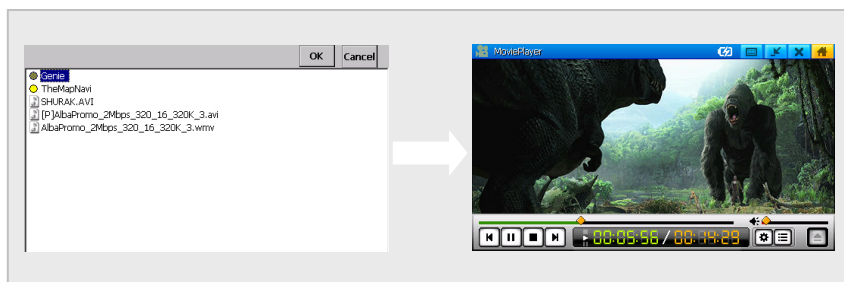 OK Cancel
Genie
TheMapNavi
SHURAK.AVI
[P]AlbaPromo_2Mbps_320_16_320K_3.avi
AlbaPromo_2Mbps_320_16_320K_3.wmv
MoviePlayer
00:05:56 / 00:14:29